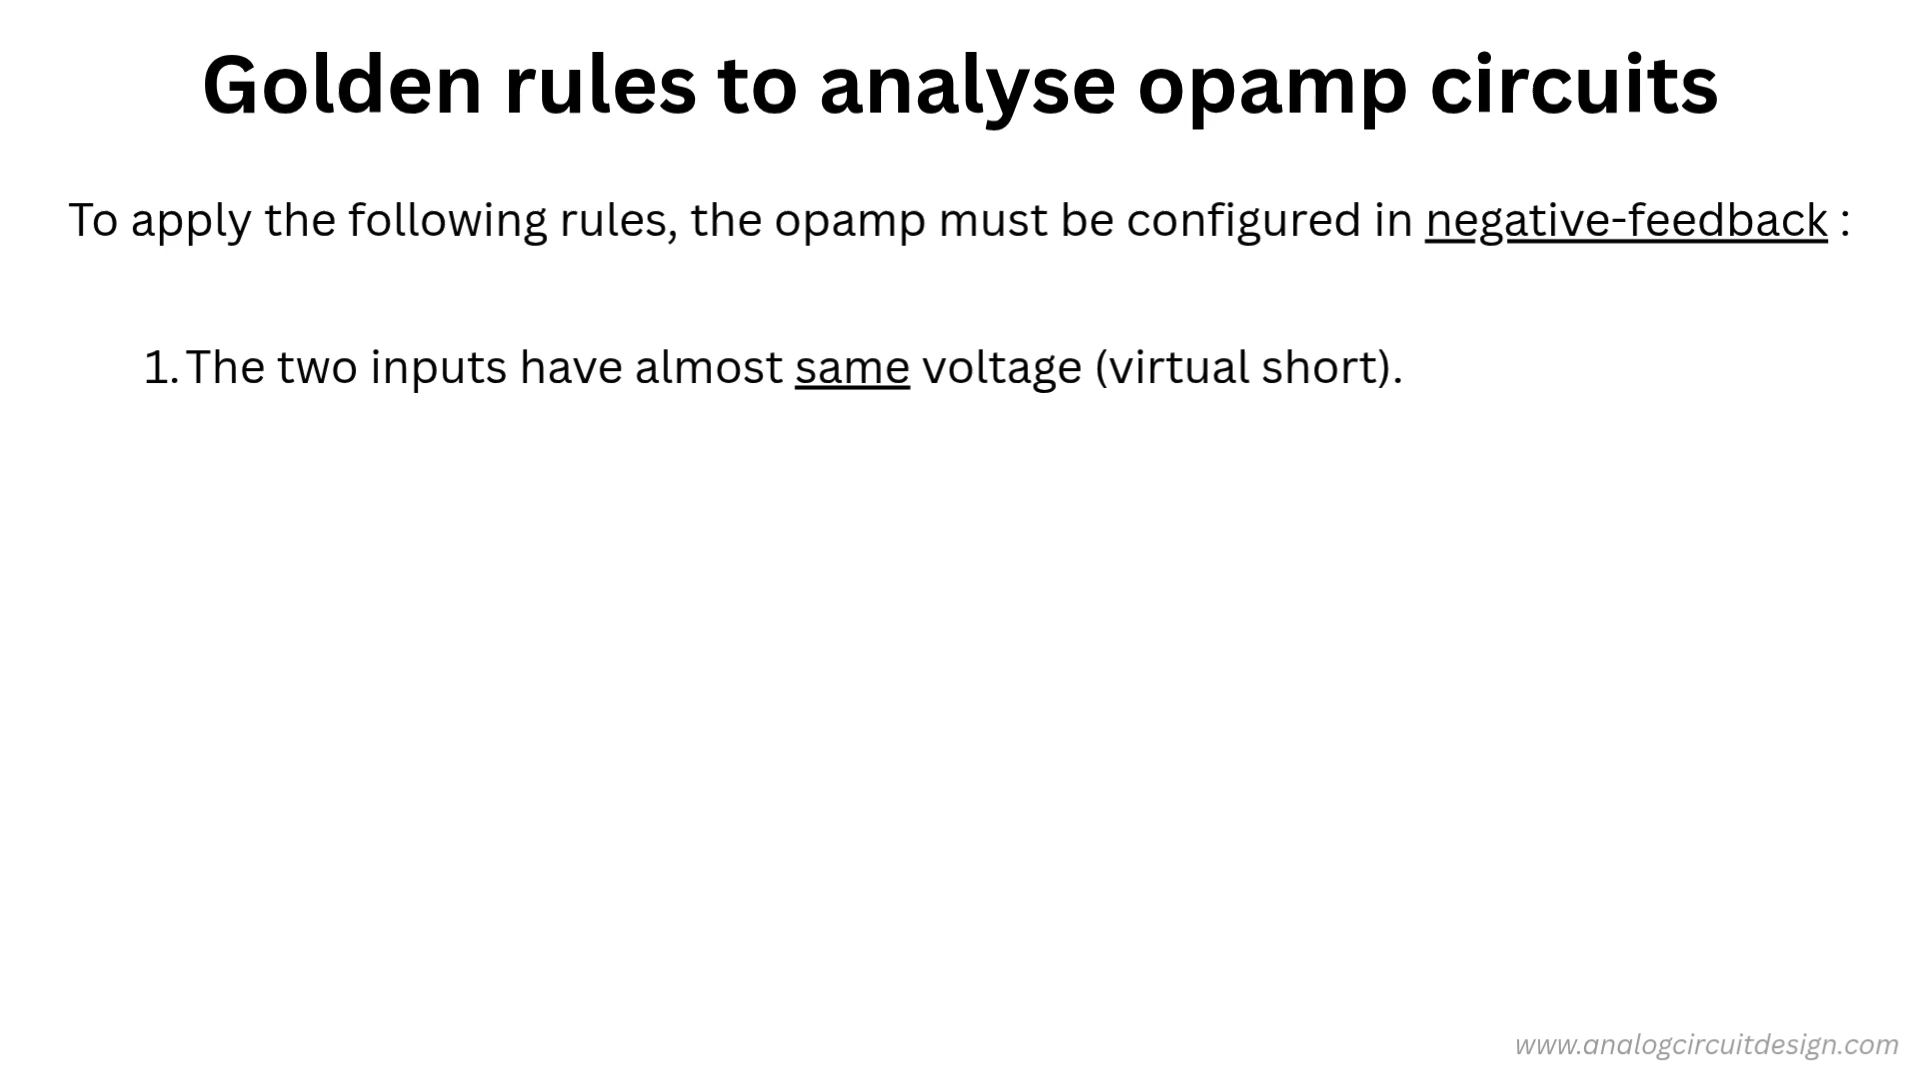 Golden rules to analyse opamp circuits
To apply the following rules, the opamp must be configured in negative-feedback :
1. The two inputs have almost same voltage (virtual short).
www.analogcircuitdesign.com